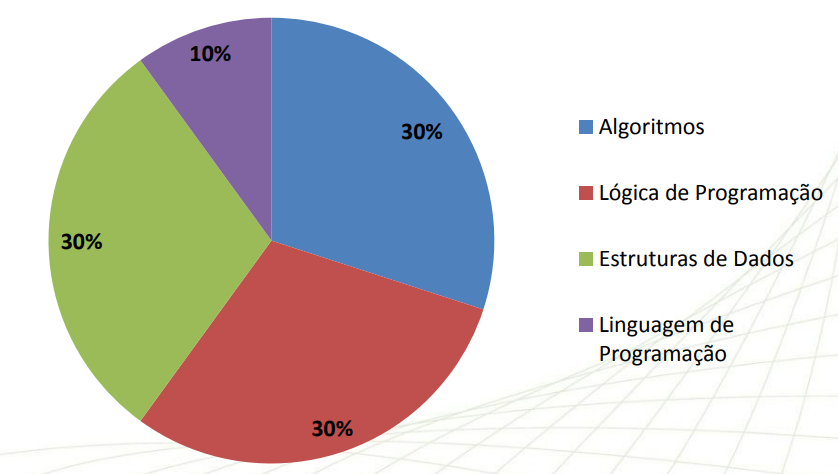 10%
30%
30%
30%
Algoritmos
Lógica de Programação
Estruturas de Dados
Linguagem de
Programação